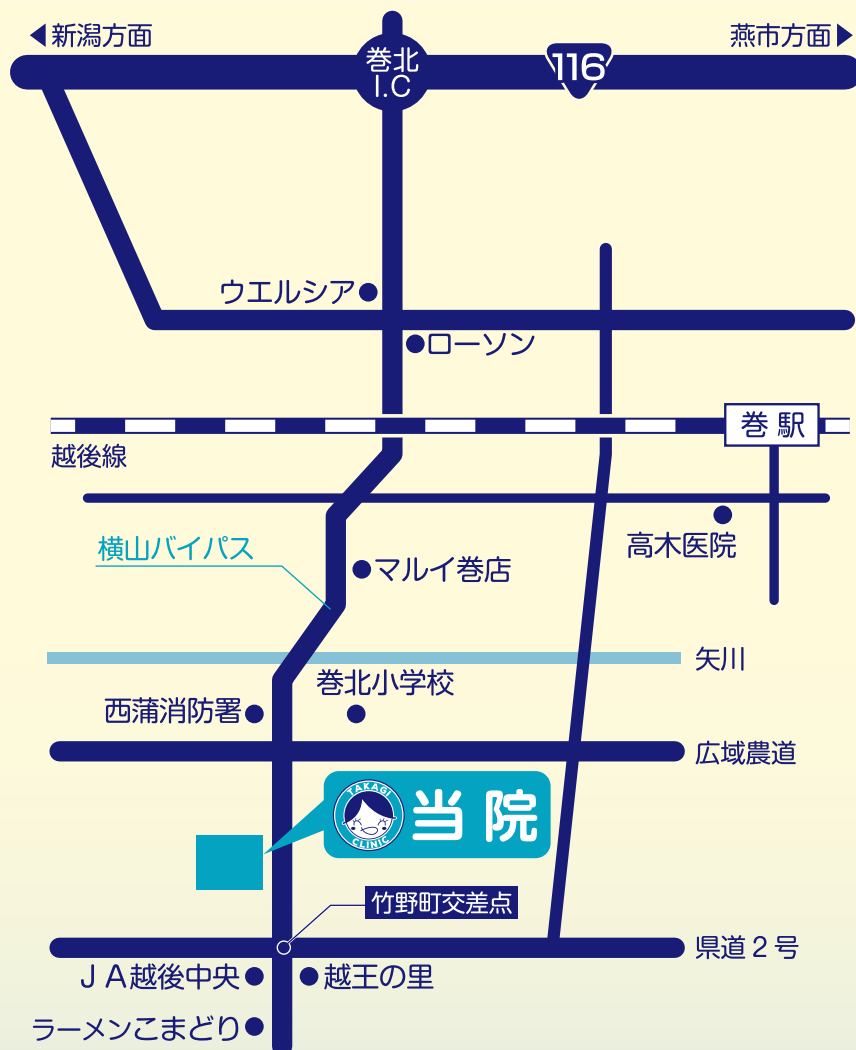 新潟方面
燕市方面
巻北
I.C
116
ウエルシア
ローソン
巻駅
越後線
高木医院
横山バイパス
マルイ巻店
矢川
巻北小学校
西蒲消防署
広域農道
TAKAGI
CLINIC
当院
竹野町交差点
県道2号
JA越後中央
越王の里
ラーメンこまどり